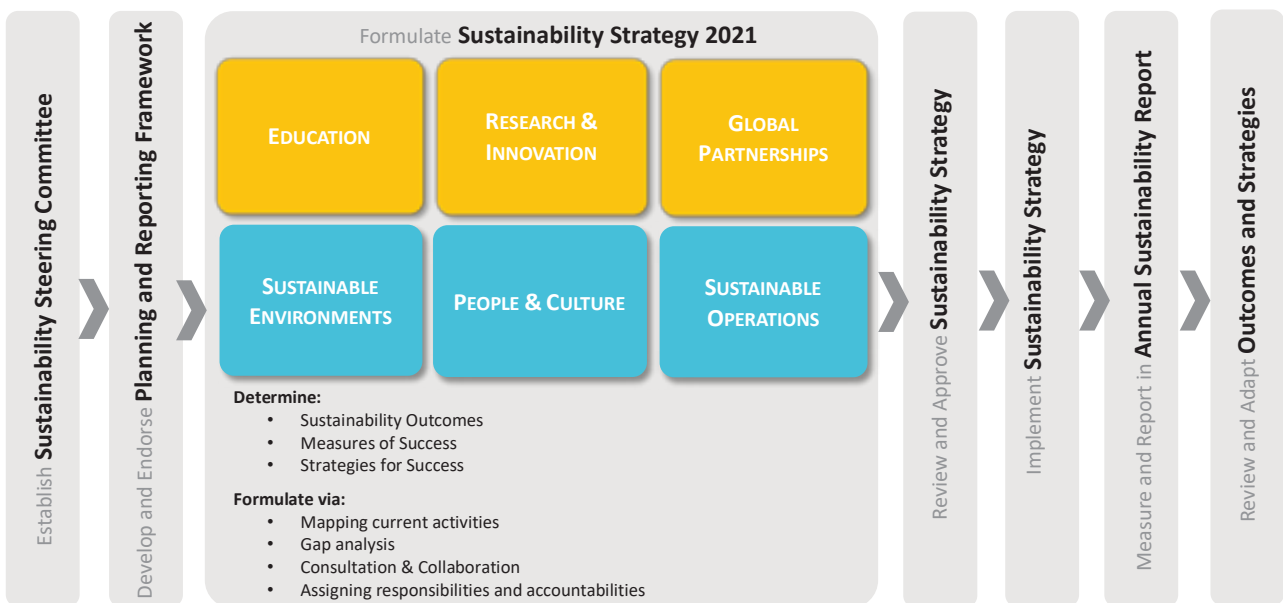 Establish Sustainability Steering Committee
Develop and Endorse Planning and Reporting Framework
Formulate Sustainability Strategy 2021
EDUCATION
RESEARCH &
INNOVATION
GLOBAL
PARTNERSHIPS
SUSTAINABLE
ENVIRONMENTS
PEOPLE & CULTURE
SUSTAINABLE
OPERATIONS
Determine:
• Sustainability Outcomes
• Measures of Success
• Strategies for Success
Formulate via:
• Mapping current activities
• Gap analysis
• Consultation & Collaboration
• Assigning responsibilities and accountabilities
Review and Approve Sustainability Strategy
Implement Sustainability Strategy
Measure and Report in Annual Sustainability Report
Review and Adapt Outcomes and Strategies